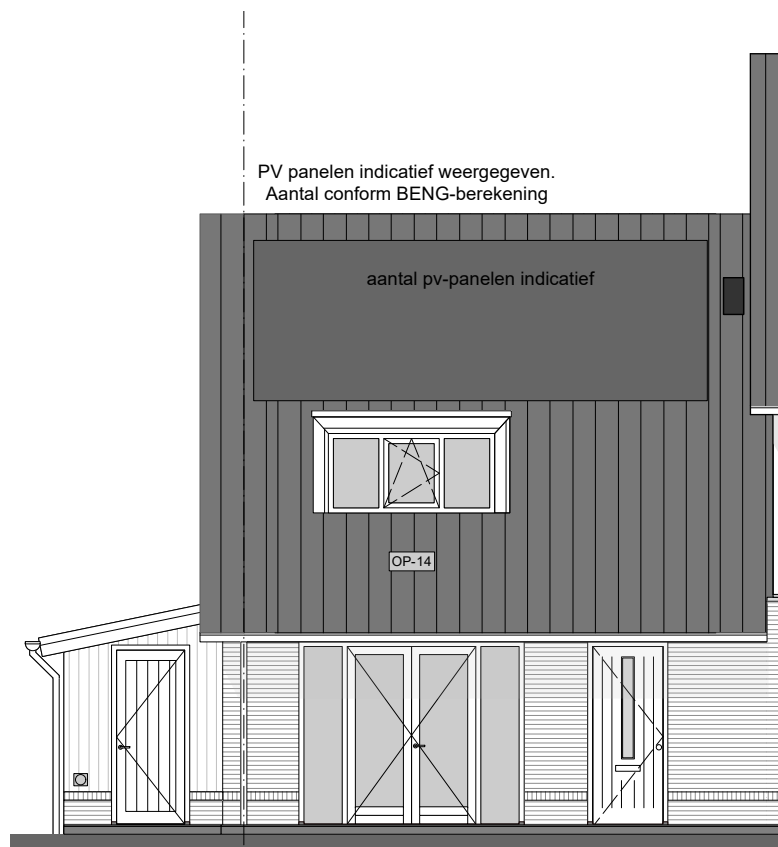 PV panelen indicatief weergegeven.
Aantal conform BENG-berekening
aantal pv-panelen indicatief
OP-14